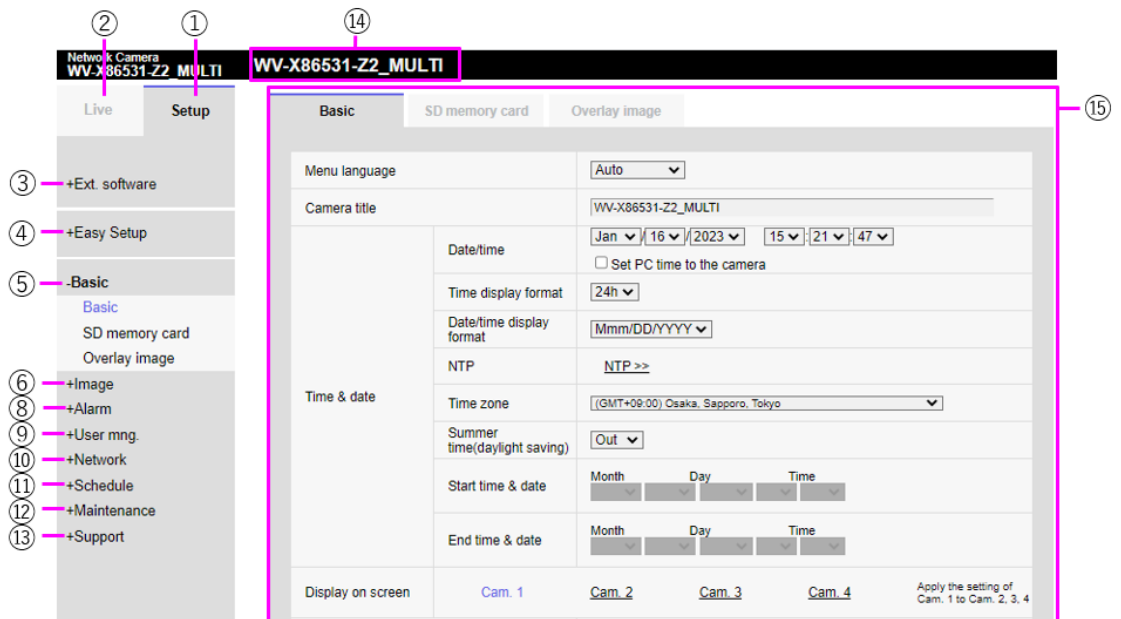 ② ① ⑭
Network Camera
WV-X86531-Z2_MULTI
WV-X86531-Z2_MULTI
Live Setup
Basic SD memory card Overlay image
⑮
③ +Ext. software
④ +Easy Setup
⑤ -Basic
Basic
SD memory card
Overlay image
⑥ +Image
⑧ +Alarm
⑨ +User mng.
⑩ +Network
⑪ +Schedule
⑫ +Maintenance
⑬ +Support
Menu language Auto
Camera title WV-X86531-Z2_MULTI
Time & date
Date/time Jan / 16 / 2023 15 : 21 : 47
Set PC time to the camera
Time display format 24h
Date/time display
format
Mmm/DD/YYYY
NTP NTP >>
Time zone (GMT+09:00) Osaka, Sapporo, Tokyo
Summer
time(daylight saving)
Out
Start time & date Month Day Time
End time & date Month Day Time
Display on screen Cam. 1 Cam. 2 Cam. 3 Cam. 4
Apply the setting of
Cam. 1 to Cam. 2, 3, 4